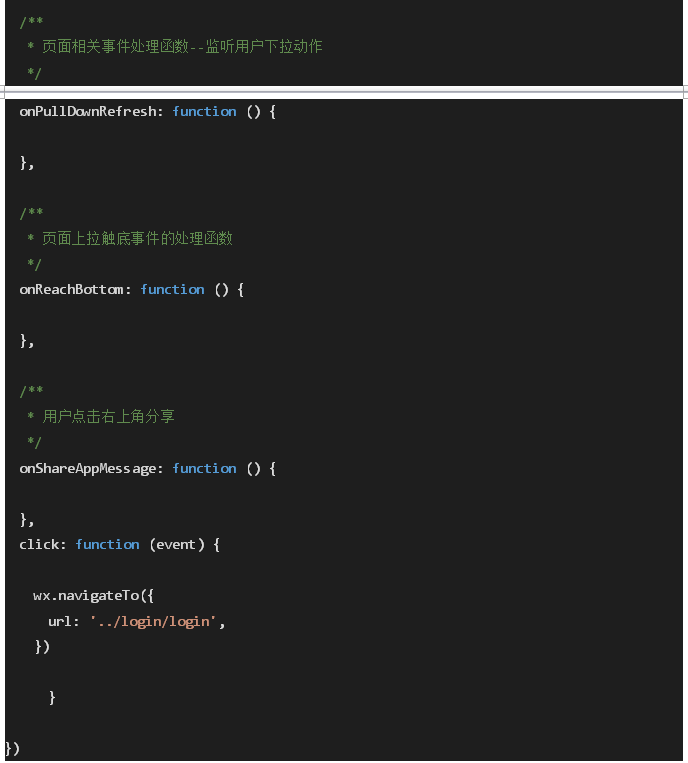 /**
* 页面相关事件处理函数--监听用户下拉动作
*/
onPullDownRefresh: function () {
},
/**
* 页面上拉触底事件的处理函数
*/
onReachBottom: function () {
},
/**
* 用户点击右上角分享
*/
onShareAppMessage: function () {
},
click: function (event) {
wx.navigateTo({
url: '../login/login',
})
}
})